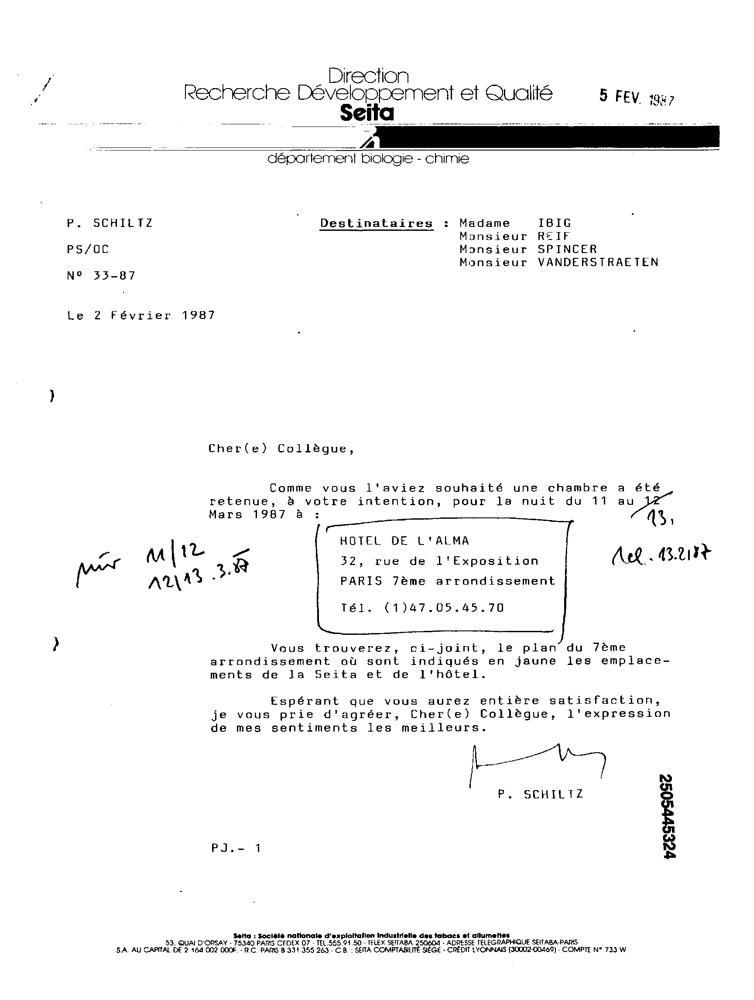 Direction
Recherche Développement et Qualité
Seita
5 FEV. 1987
département biologie - chimie
P. SCHILTZ
Destinataires : Madame IBIG
Monsieur REIF
PS/OC
Monsieur SPINCER
Monsieur VANDERSTRAETEN
Nº 33-87
Le 2 Février 1987
Cher(e) Collègue,
Comme vous l'aviez souhaité une chambre a été
retenue, à votre intention, pour la nuit du 11 au 12
Mars 1987 à :
13,
HOTEL DE L'ALMA
32, rue de l'Exposition
PARIS 7ème arrondissement
Tél. (1)47.05.45.70
11/12
12/13.3.87
13.2.87
Vous trouverez, ci-joint, le plan du 7ème
arrondissement où sont indiqués en jaune les emplace-
ments de la Seita et de l'hôtel.
Espérant que vous aurez entière satisfaction,
je vous prie d'agréer, Cher(e) Collègue, l'expression
de mes sentiments les meilleurs.
P. SCHILTZ
2505445324
PJ.- 1
Seita : Société nationale d'exploitation industrielle des tabacs et allumettes
53, QUAI D'ORSAY - 75340 PARIS CEDEX 07 - TEL.555.91.50 - TELEX SEITABA 250604 - ADRESSE TELEGRAPHIQUE SEITABA-PARIS
S.A. AU CAPITAL DE 2 164 002 000F. - R.C. PARIS B 331 355 263 - C.B. : SEITA COMPTABILITÉ SIÈGE - CRÉDIT LYONNAIS (30002-00469) - COMPTE N° 733 W